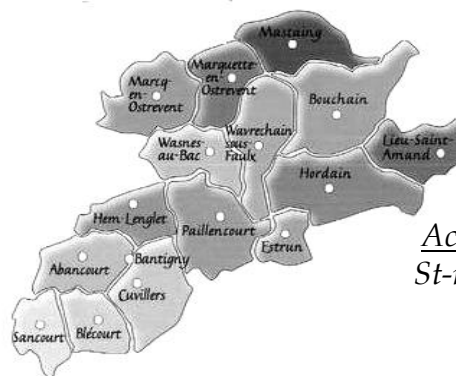 Mastaing
Marquette-
en-
Ostrevent
Marcq-
en-
Ostrevent
Bouchain
Wasnes-
au-Bac
Wavrechain
sous-
Faulx
Lieu-Saint-
Amand
Hordain
Hem-Lenglet
Paillencourt
Estrun
Abancourt
Bantigny
Cuvillers
Sancourt
Blécourt